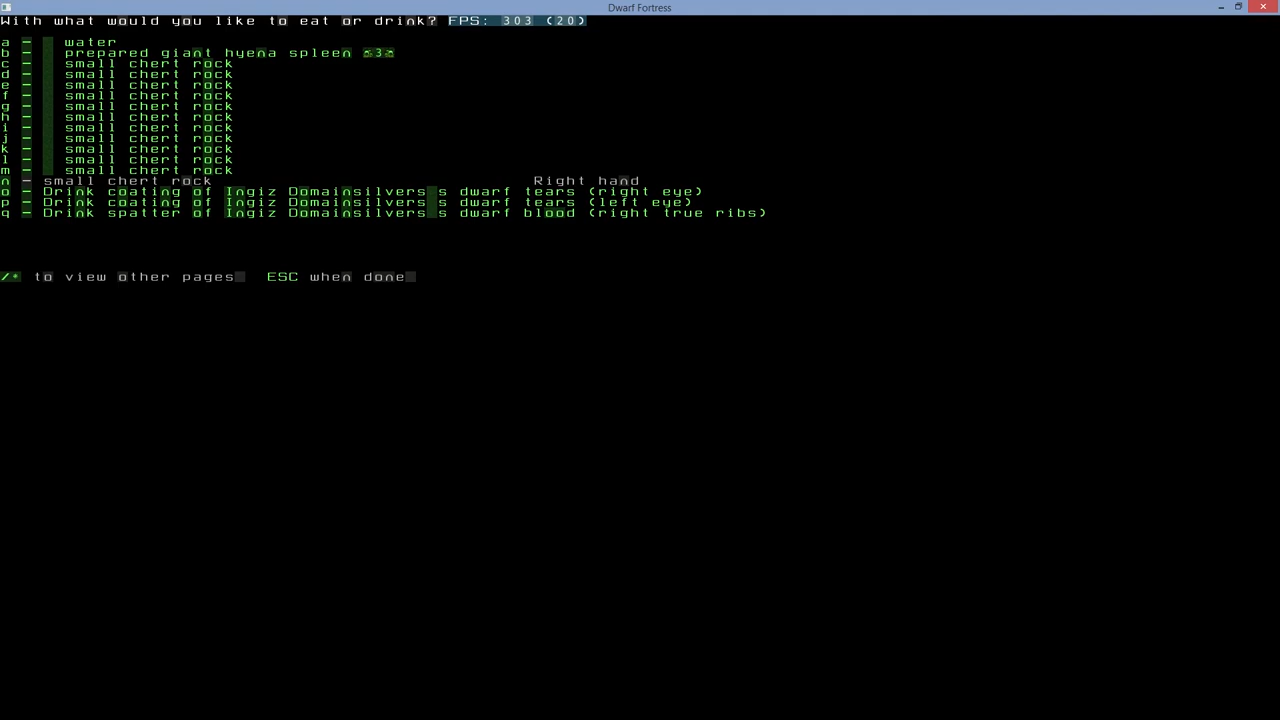 Dwarf Fortress
With what would you like to eat or drink? FPS: 303 (20)
a - water
b - prepared giant hyena spleen 3
c - small chert rock
d - small chert rock
e - small chert rock
f - small chert rock
g - small chert rock
h - small chert rock
i - small chert rock
j - small chert rock
k - small chert rock
l - small chert rock
m - small chert rock
n - small chert rock Right hand
o - Drink coating of Ingiz Domainsilvers s dwarf tears (right eye)
p - Drink coating of Ingiz Domainsilvers s dwarf tears (left eye)
q - Drink spatter of Ingiz Domainsilvers s dwarf blood (right true ribs)
/* to view other pages ESC when done